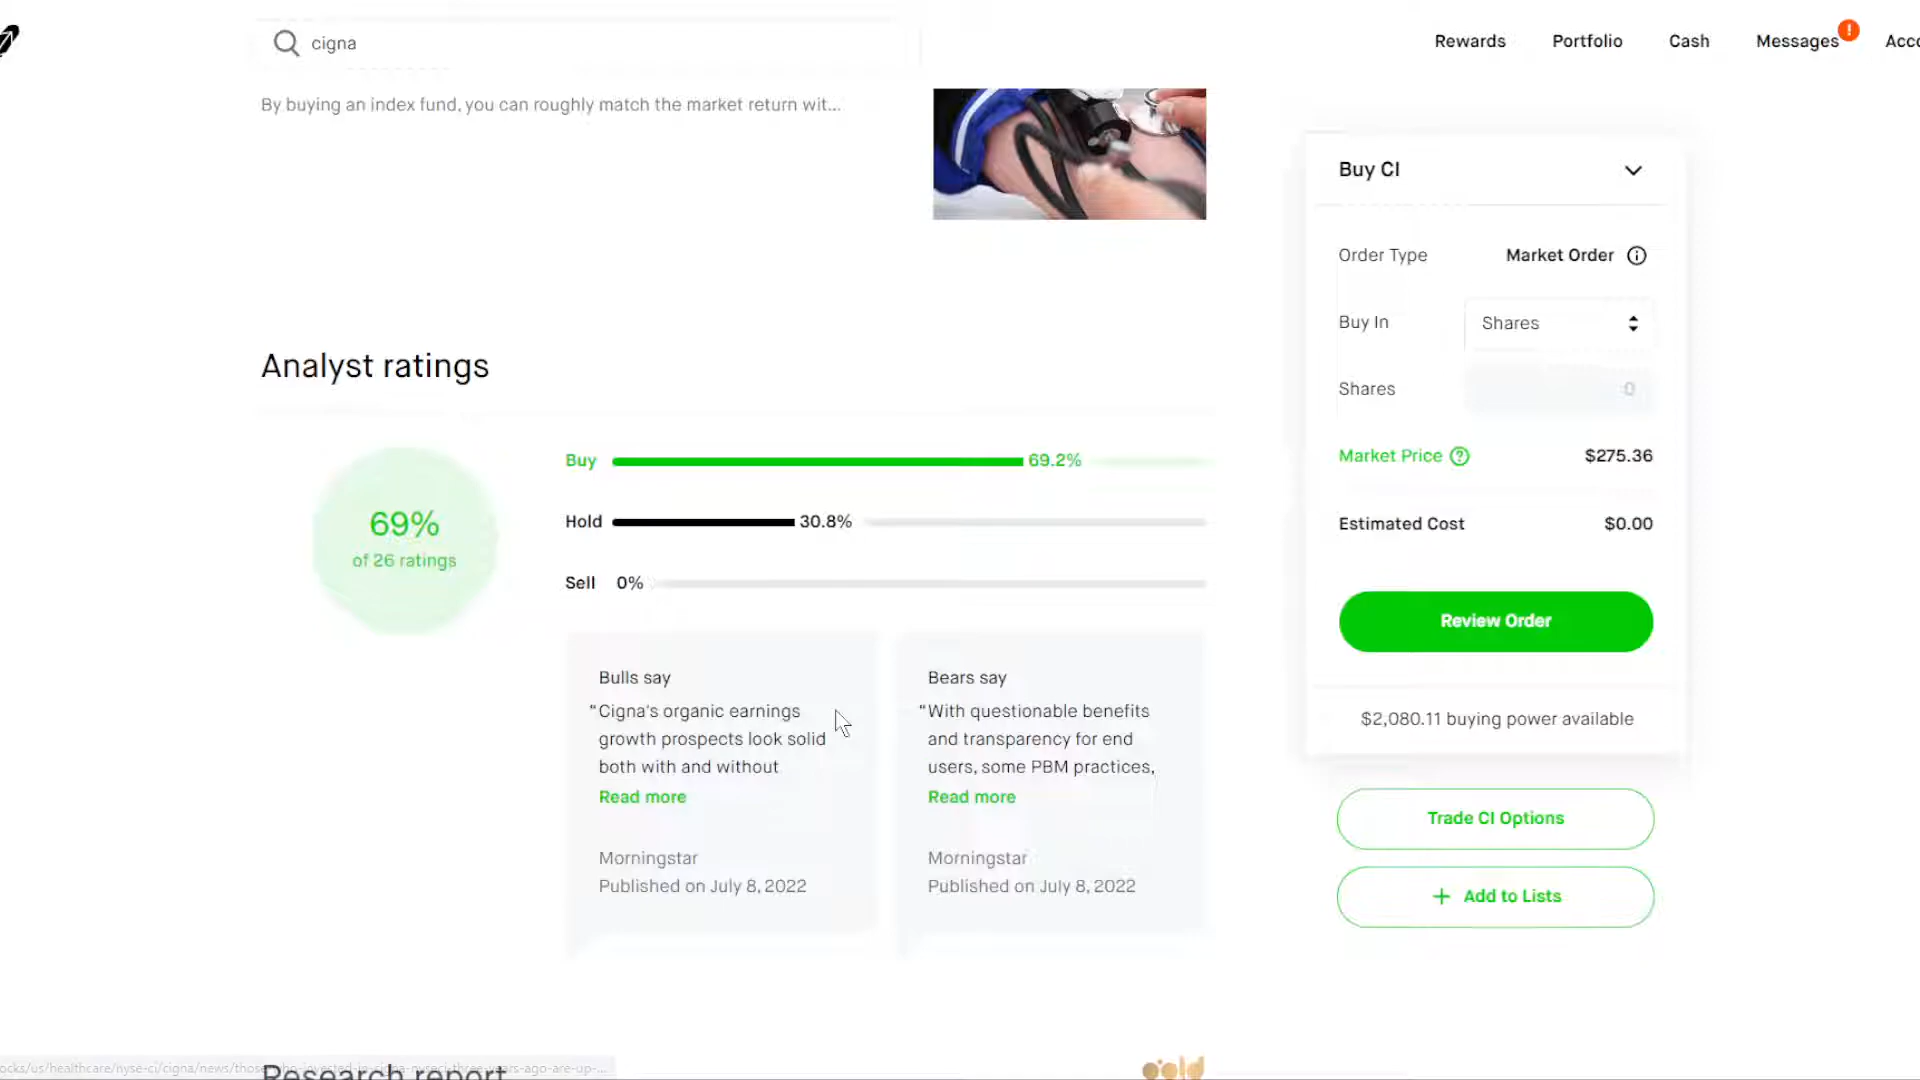 cigna
Rewards
Portfolio
Cash
Messages
!
Acco
By buying an index fund, you can roughly match the market return wit...
Buy CI
Order Type
Market Order
Buy In
Shares
Shares
0
Market Price ?
$275.36
Estimated Cost
$0.00
Review Order
$2,080.11 buying power available
Trade CI Options
+ Add to Lists
Analyst ratings
69%
of 26 ratings
Buy
69.2%
Hold
30.8%
Sell
0%
Bulls say
“Cigna's organic earnings
growth prospects look solid
both with and without
Read more
Morningstar
Published on July 8, 2022
Bears say
“With questionable benefits
and transparency for end
users, some PBM practices,
Read more
Morningstar
Published on July 8, 2022
Research report
gold